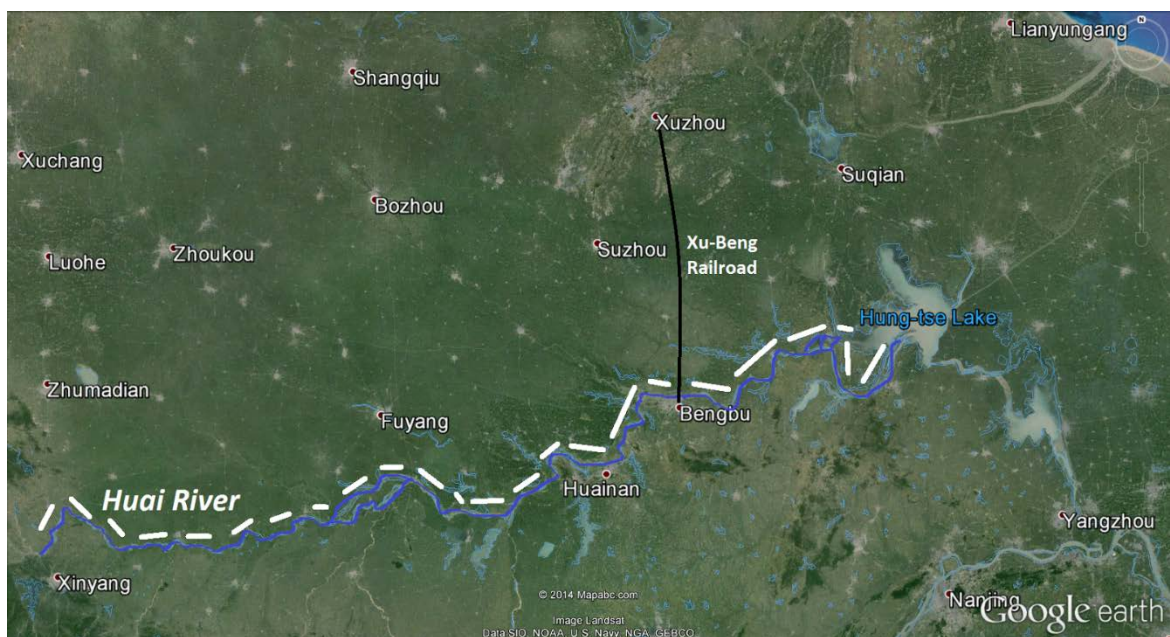 Lianyungang
N
Shangqiu
Xuzhou
Xuchang
Suqian
Bozhou
Zhoukou
Suzhou
Xu-Beng
Railroad
Luohe
Hung-tse Lake
Zhumadian
Bengbu
Fuyang
Huainan
Huai River
Yangzhou
Xinyang
© 2014 Mapabc.com
Nanjing
Google earth
Image Landsat
Data SIO, NOAA, U.S. Navy, NGA, GEBCO